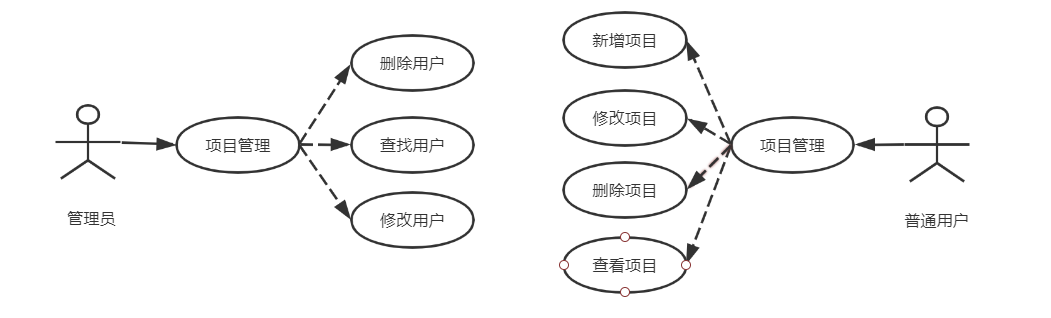 删除用户
项目管理
查找用户
修改用户
管理员
新增项目
修改项目
项目管理
删除项目
查看项目
普通用户